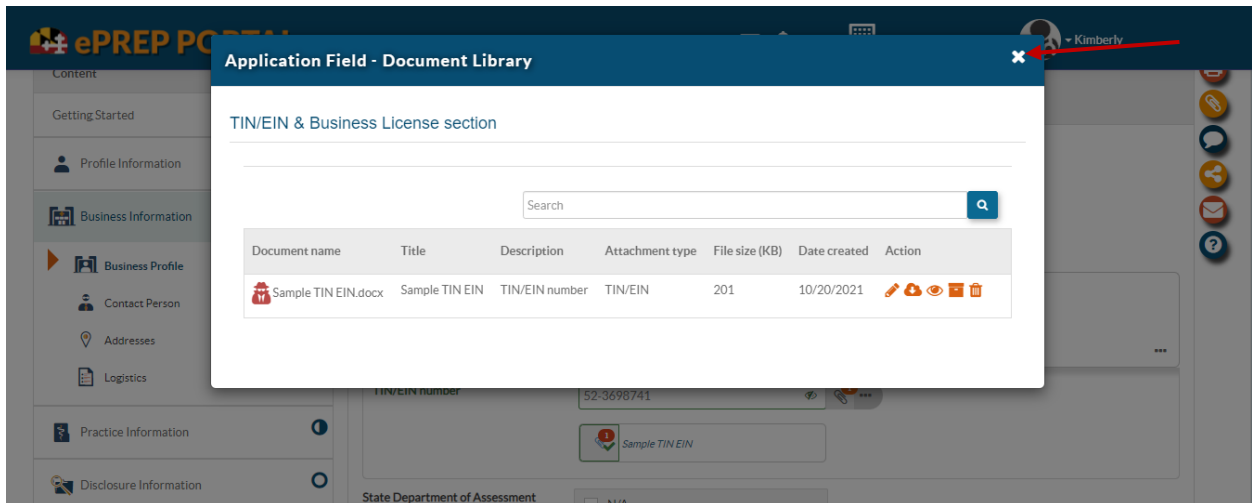 ePREP PO
Kimberly
Application Field - Document Library
Content
Getting Started
TIN/EIN & Business License section
Profile Information
Search
Business Information
Document name Title Description Attachment type File size (KB) Date created Action
Business Profile
Sample TIN EIN.docx Sample TIN EIN TIN/EIN number TIN/EIN 201 10/20/2021
Contact Person
Addresses
Logistics
TIN/EIN number
52-3698741
Practice Information
1
Sample TIN EIN
Disclosure Information
State Department of Assessment
N/A